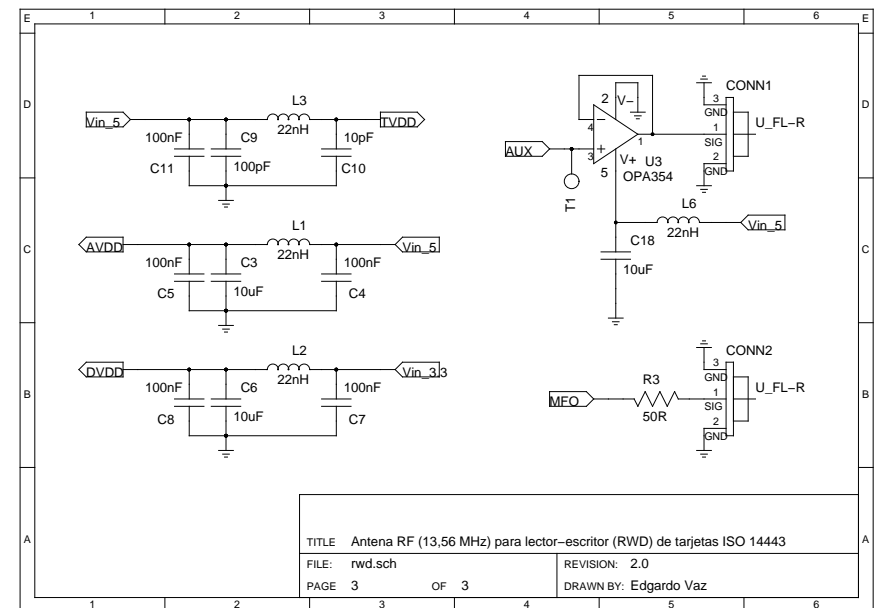 1 2 3 4 5 6
E E
D D
C C
B B
A A
Vin_5
L3
22nH
TVDD
100nF
C11
C9
100pF
10pF
C10
AVDD
L1
22nH
Vin_5
100nF
C5
C3
10uF
100nF
C4
DVDD
L2
22nH
Vin_3.3
100nF
C8
C6
10uF
100nF
C7
AUX
T1
2
V−
4
3
1
V+
5
U3
OPA354
CONN1
3
GND
1
SIG
2
GND
U_FL−R
L6
22nH
Vin_5
C18
10uF
MFO
R3
50R
CONN2
3
GND
1
SIG
2
GND
U_FL−R
TITLE Antena RF (13,56 MHz) para lector−escritor (RWD) de tarjetas ISO 14443
FILE: rwd.sch REVISION: 2.0
PAGE 3 OF 3 DRAWN BY: Edgardo Vaz
1 2 3 4 5 6